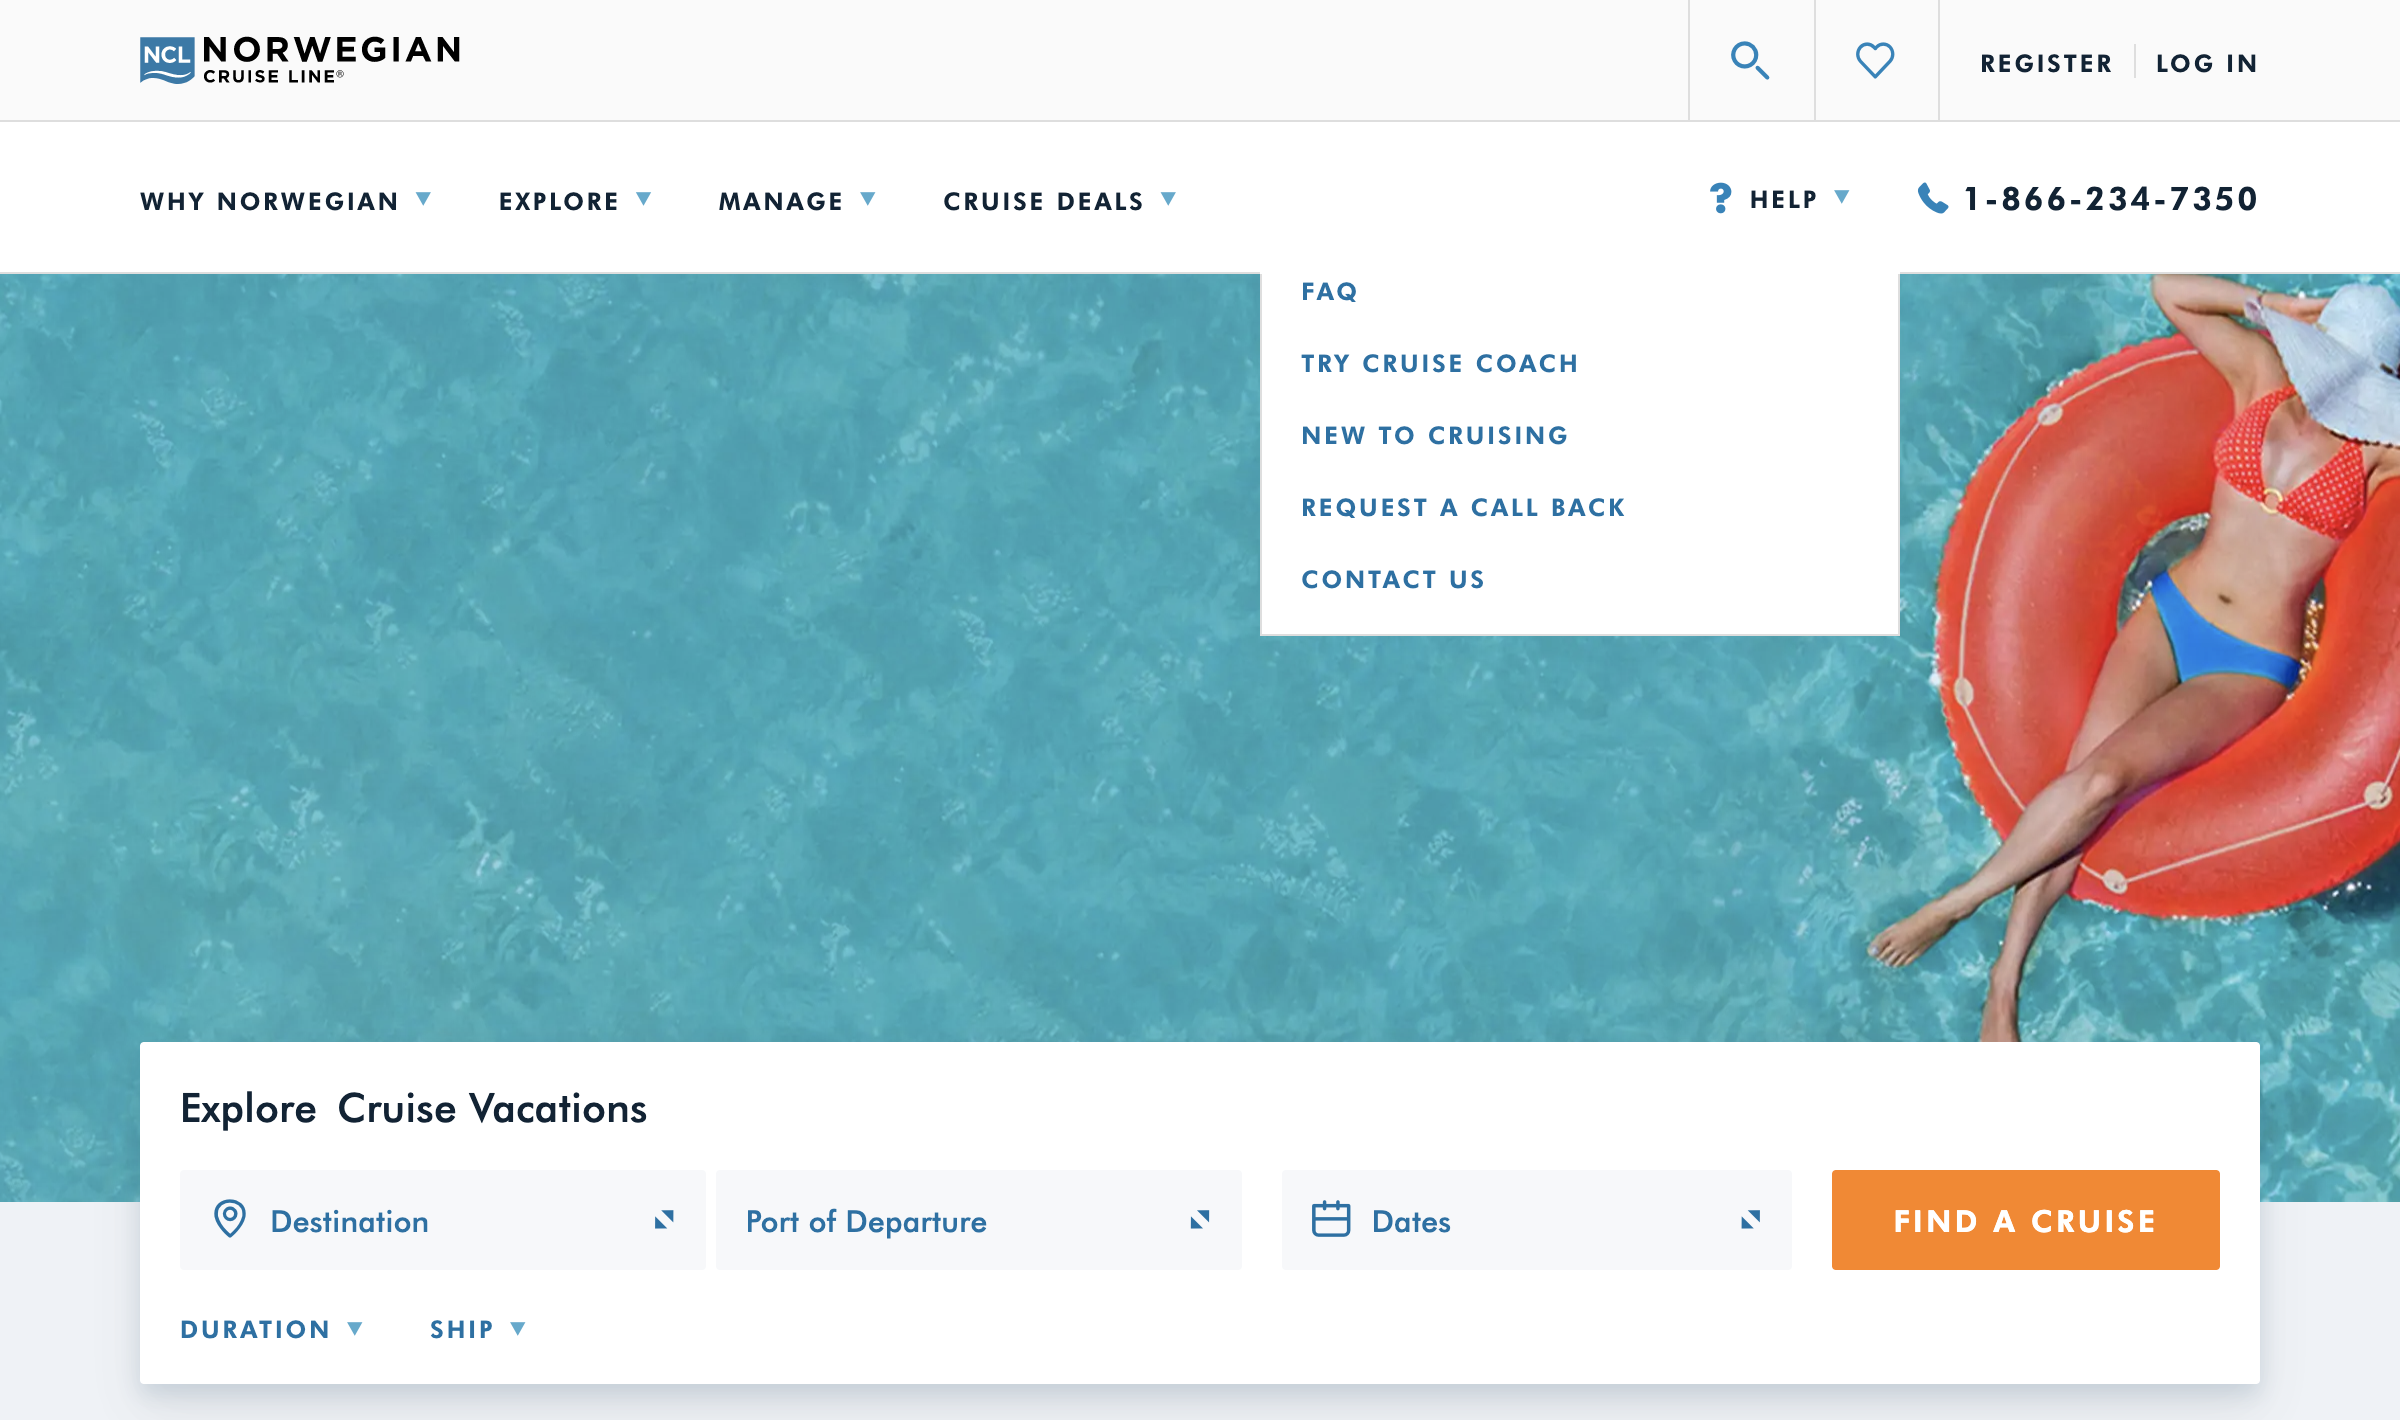 NCL NORWEGIAN
CRUISE LINE®
REGISTER LOG IN
WHY NORWEGIAN EXPLORE MANAGE CRUISE DEALS ? HELP 1-866-234-7350
FAQ
TRY CRUISE COACH
NEW TO CRUISING
REQUEST A CALL BACK
CONTACT US
Explore Cruise Vacations
Destination Port of Departure Dates FIND A CRUISE
DURATION SHIP